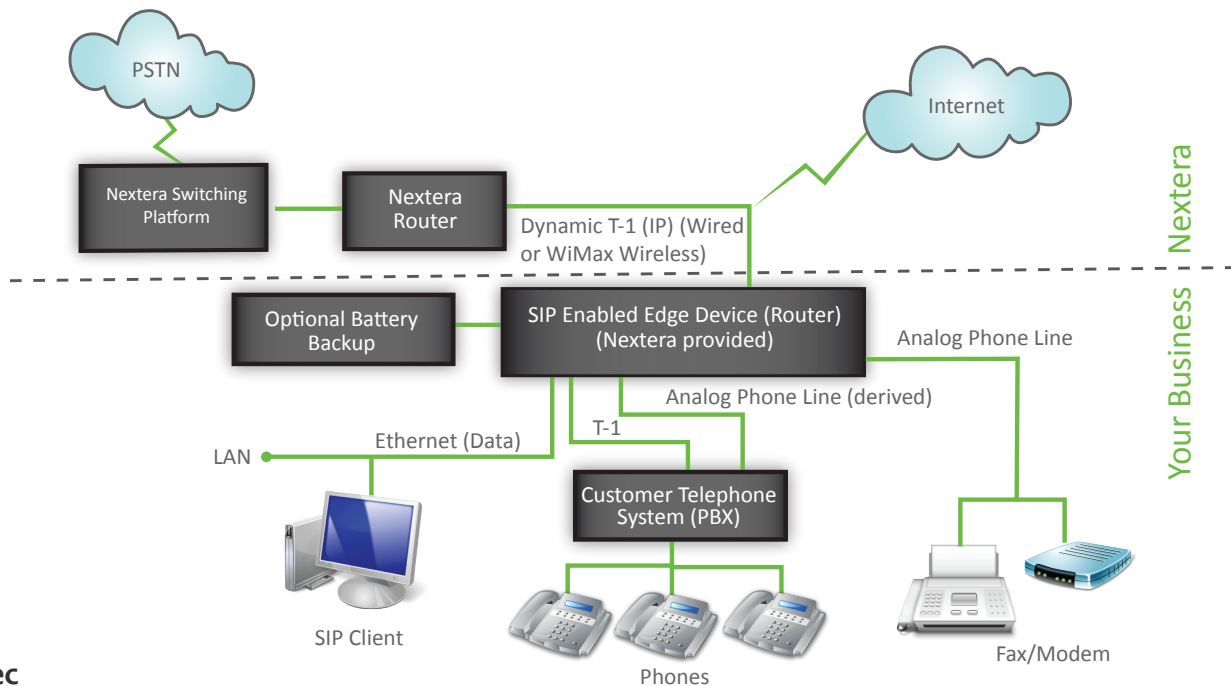 PSTN
Internet
Nextera Switching
Platform
Nextera
Router
Dynamic T-1 (IP) (Wired
or WiMax Wireless)
Nextera
Optional Battery
Backup
SIP Enabled Edge Device (Router)
(Nextera provided)
Analog Phone Line
Your Business
Analog Phone Line (derived)
T-1
Ethernet (Data)
LAN
Customer Telephone
System (PBX)
SIP Client
Phones
Fax/Modem
ec